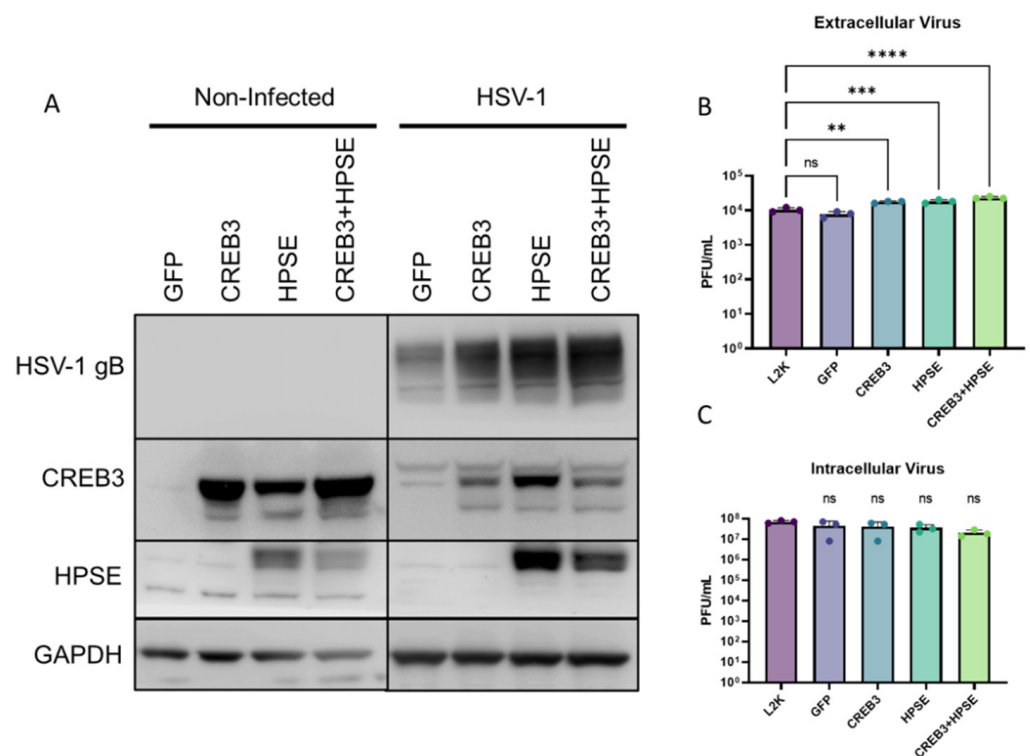 A
Non-Infected
HSV-1
GFP
CREB3
HPSE
CREB3+HPSE
GFP
CREB3
HPSE
CREB3+HPSE
HSV-1 gB
CREB3
HPSE
GAPDH
B
Extracellular Virus
****
***
**
ns
PFU/mL
10⁵
10⁴
10³
10²
10¹
10⁰
L2K
GFP
CREB3
HPSE
CREB3+HPSE
C
Intracellular Virus
ns ns ns ns
PFU/mL
10⁸
10⁷
10⁶
10⁵
10⁴
10³
10²
10¹
10⁰
L2K
GFP
CREB3
HPSE
CREB3+HPSE